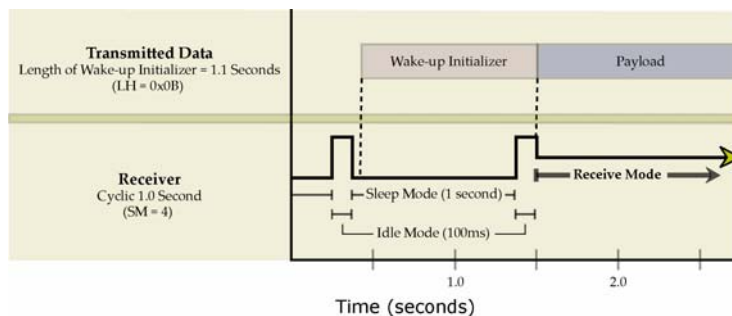 Transmitted Data
Length of Wake-up Initializer = 1.1 Seconds
(LH = 0x0B)
Wake-up Initializer
Payload
Receiver
Cyclic 1.0 Second
(SM = 4)
Sleep Mode (1 second)
Receive Mode
Idle Mode (100ms)
1.0
2.0
Time (seconds)